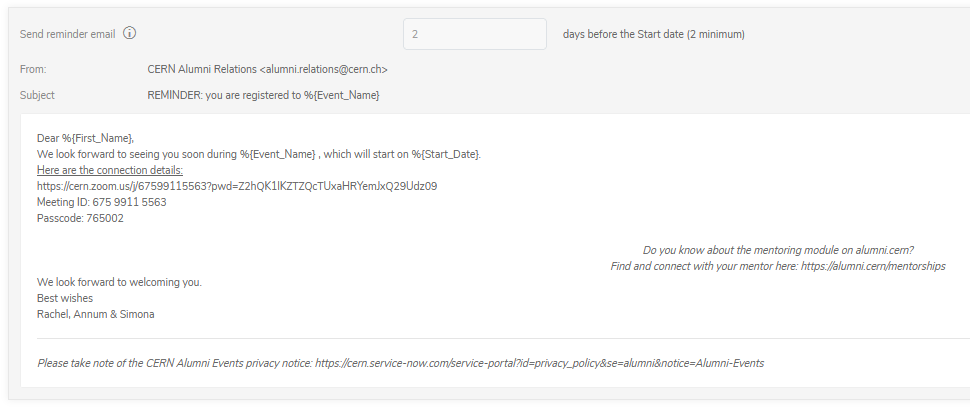 Send reminder email
2
days before the Start date (2 minimum)
From:
CERN Alumni Relations <alumni.relations@cern.ch>
Subject
REMINDER: you are registered to %{Event_Name}
Dear %{First_Name},
We look forward to seeing you soon during %{Event_Name} , which will start on %{Start_Date}.
Here are the connection details:
https://cern.zoom.us/j/67599115563?pwd=Z2hQK1lKZTZQcTUxaHRYemJxQ29Udz09
Meeting ID: 675 9911 5563
Passcode: 765002
Do you know about the mentoring module on alumni.cern?
Find and connect with your mentor here: https://alumni.cern/mentorships
We look forward to welcoming you.
Best wishes
Rachel, Annum & Simona
Please take note of the CERN Alumni Events privacy notice: https://cern.service-now.com/service-portal?id=privacy_policy&se=alumni&notice=Alumni-Events